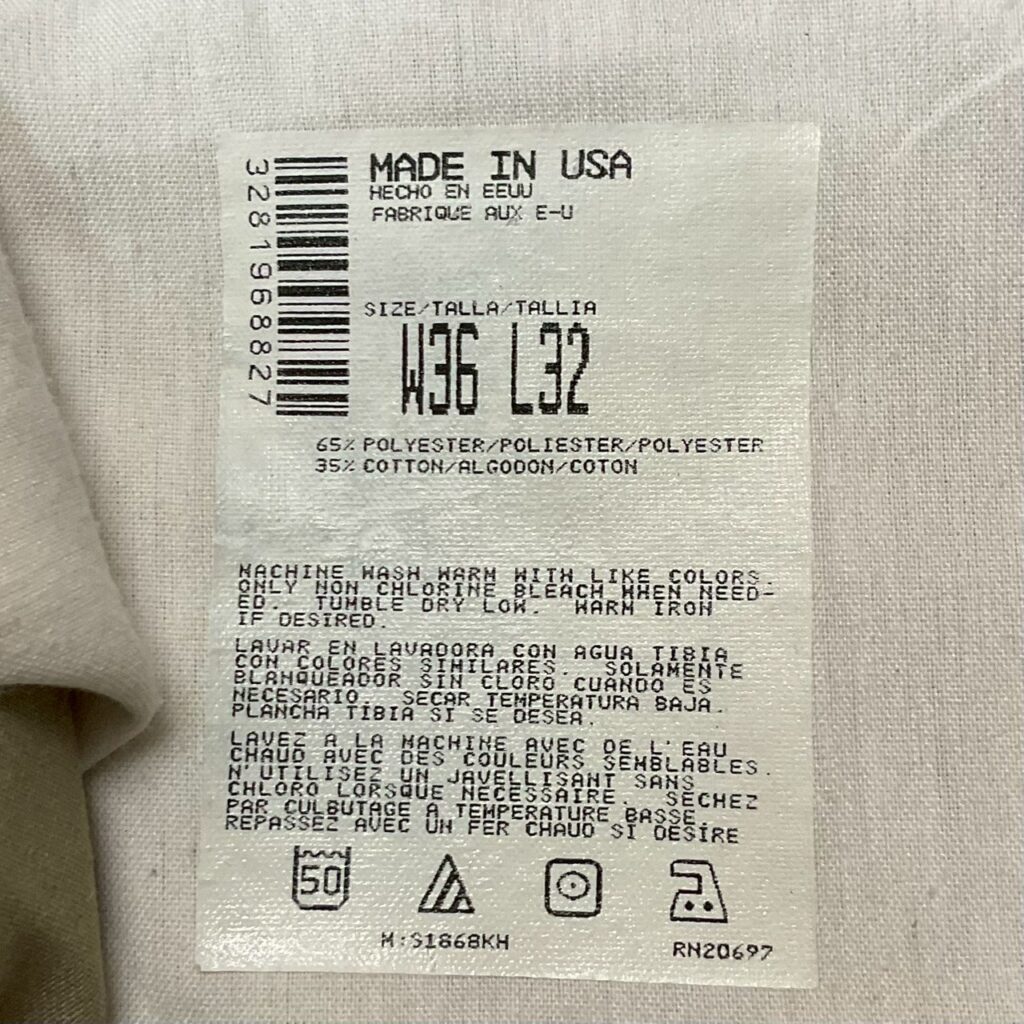 3281968827
MADE IN USA
HECHO EN EEUU
FABRIQUE AUX E-U
SIZE/TALLA/TALLIA
W36 L32
65% POLYESTER/POLIESTER/POLYESTER
35% COTTON/ALGODON/COTON
MACHINE WASH WARM WITH LIKE COLORS.
ONLY NON CHLORINE BLEACH WHEN NEED-
ED. TUMBLE DRY LOW. WARM IRON
IF DESIRED.
LAVAR EN LAVADORA CON AGUA TIBIA
CON COLORES SIMILARES. SOLAMENTE
BLANQUEADOR SIN CLORO CUANDO ES
NECESARIO. SECAR TEMPERATURA BAJA.
PLANCHA TIBIA SI SE DESEA.
LAVEZ A LA MACHINE AVEC DE L'EAU
CHAUD AVEC DES COULEURS SEMBLABLES.
N'UTILISEZ UN JAVELLISANT SANS
CHLORO LORSQUE NECESSAIRE. SECHEZ
PAR CULBUTAGE A TEMPERATURE BASSE.
REPASSEZ AVEC UN FER CHAUD SI DESIRE
50
M:S1868KH
RN20697